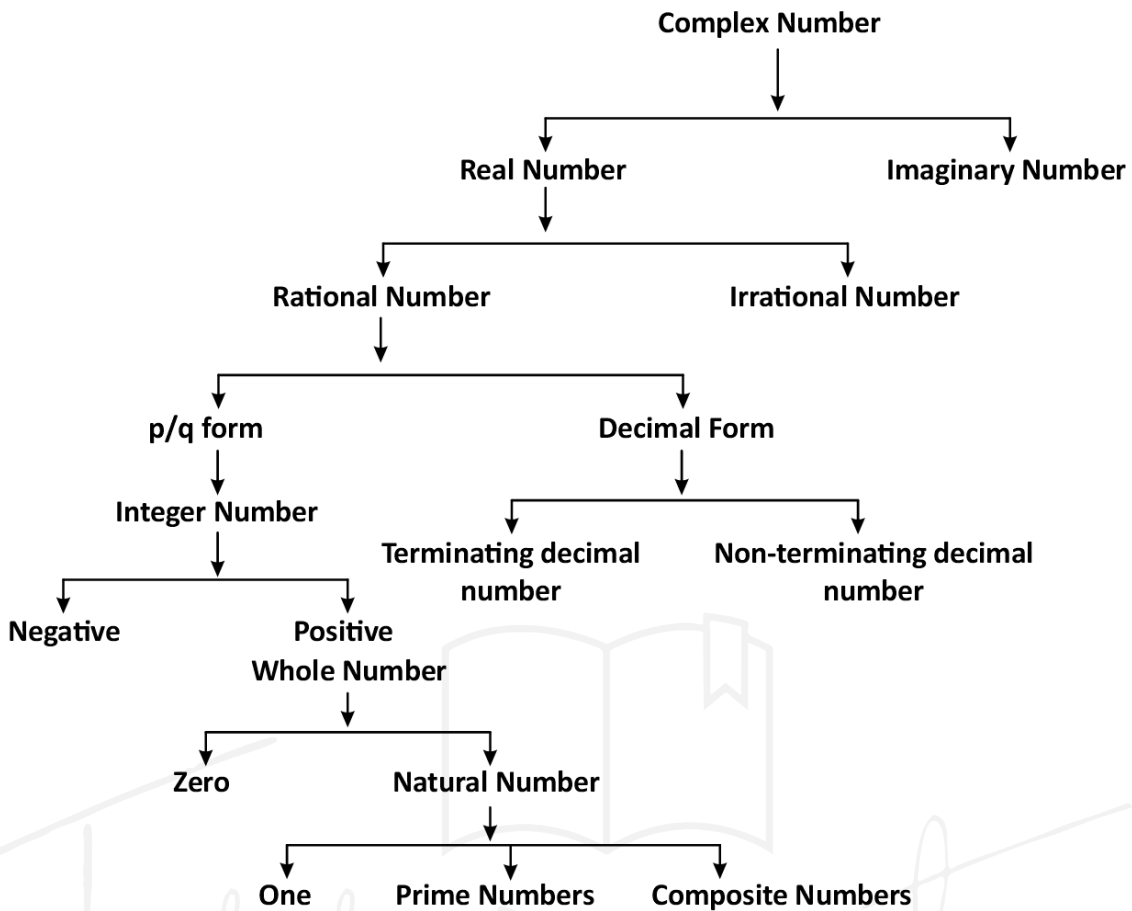 Complex Number
Real Number
Imaginary Number
Rational Number
Irrational Number
p/q form
Decimal Form
Integer Number
Terminating decimal
number
Non-terminating decimal
number
Negative
Positive
Whole Number
Zero
Natural Number
One
Prime Numbers
Composite Numbers